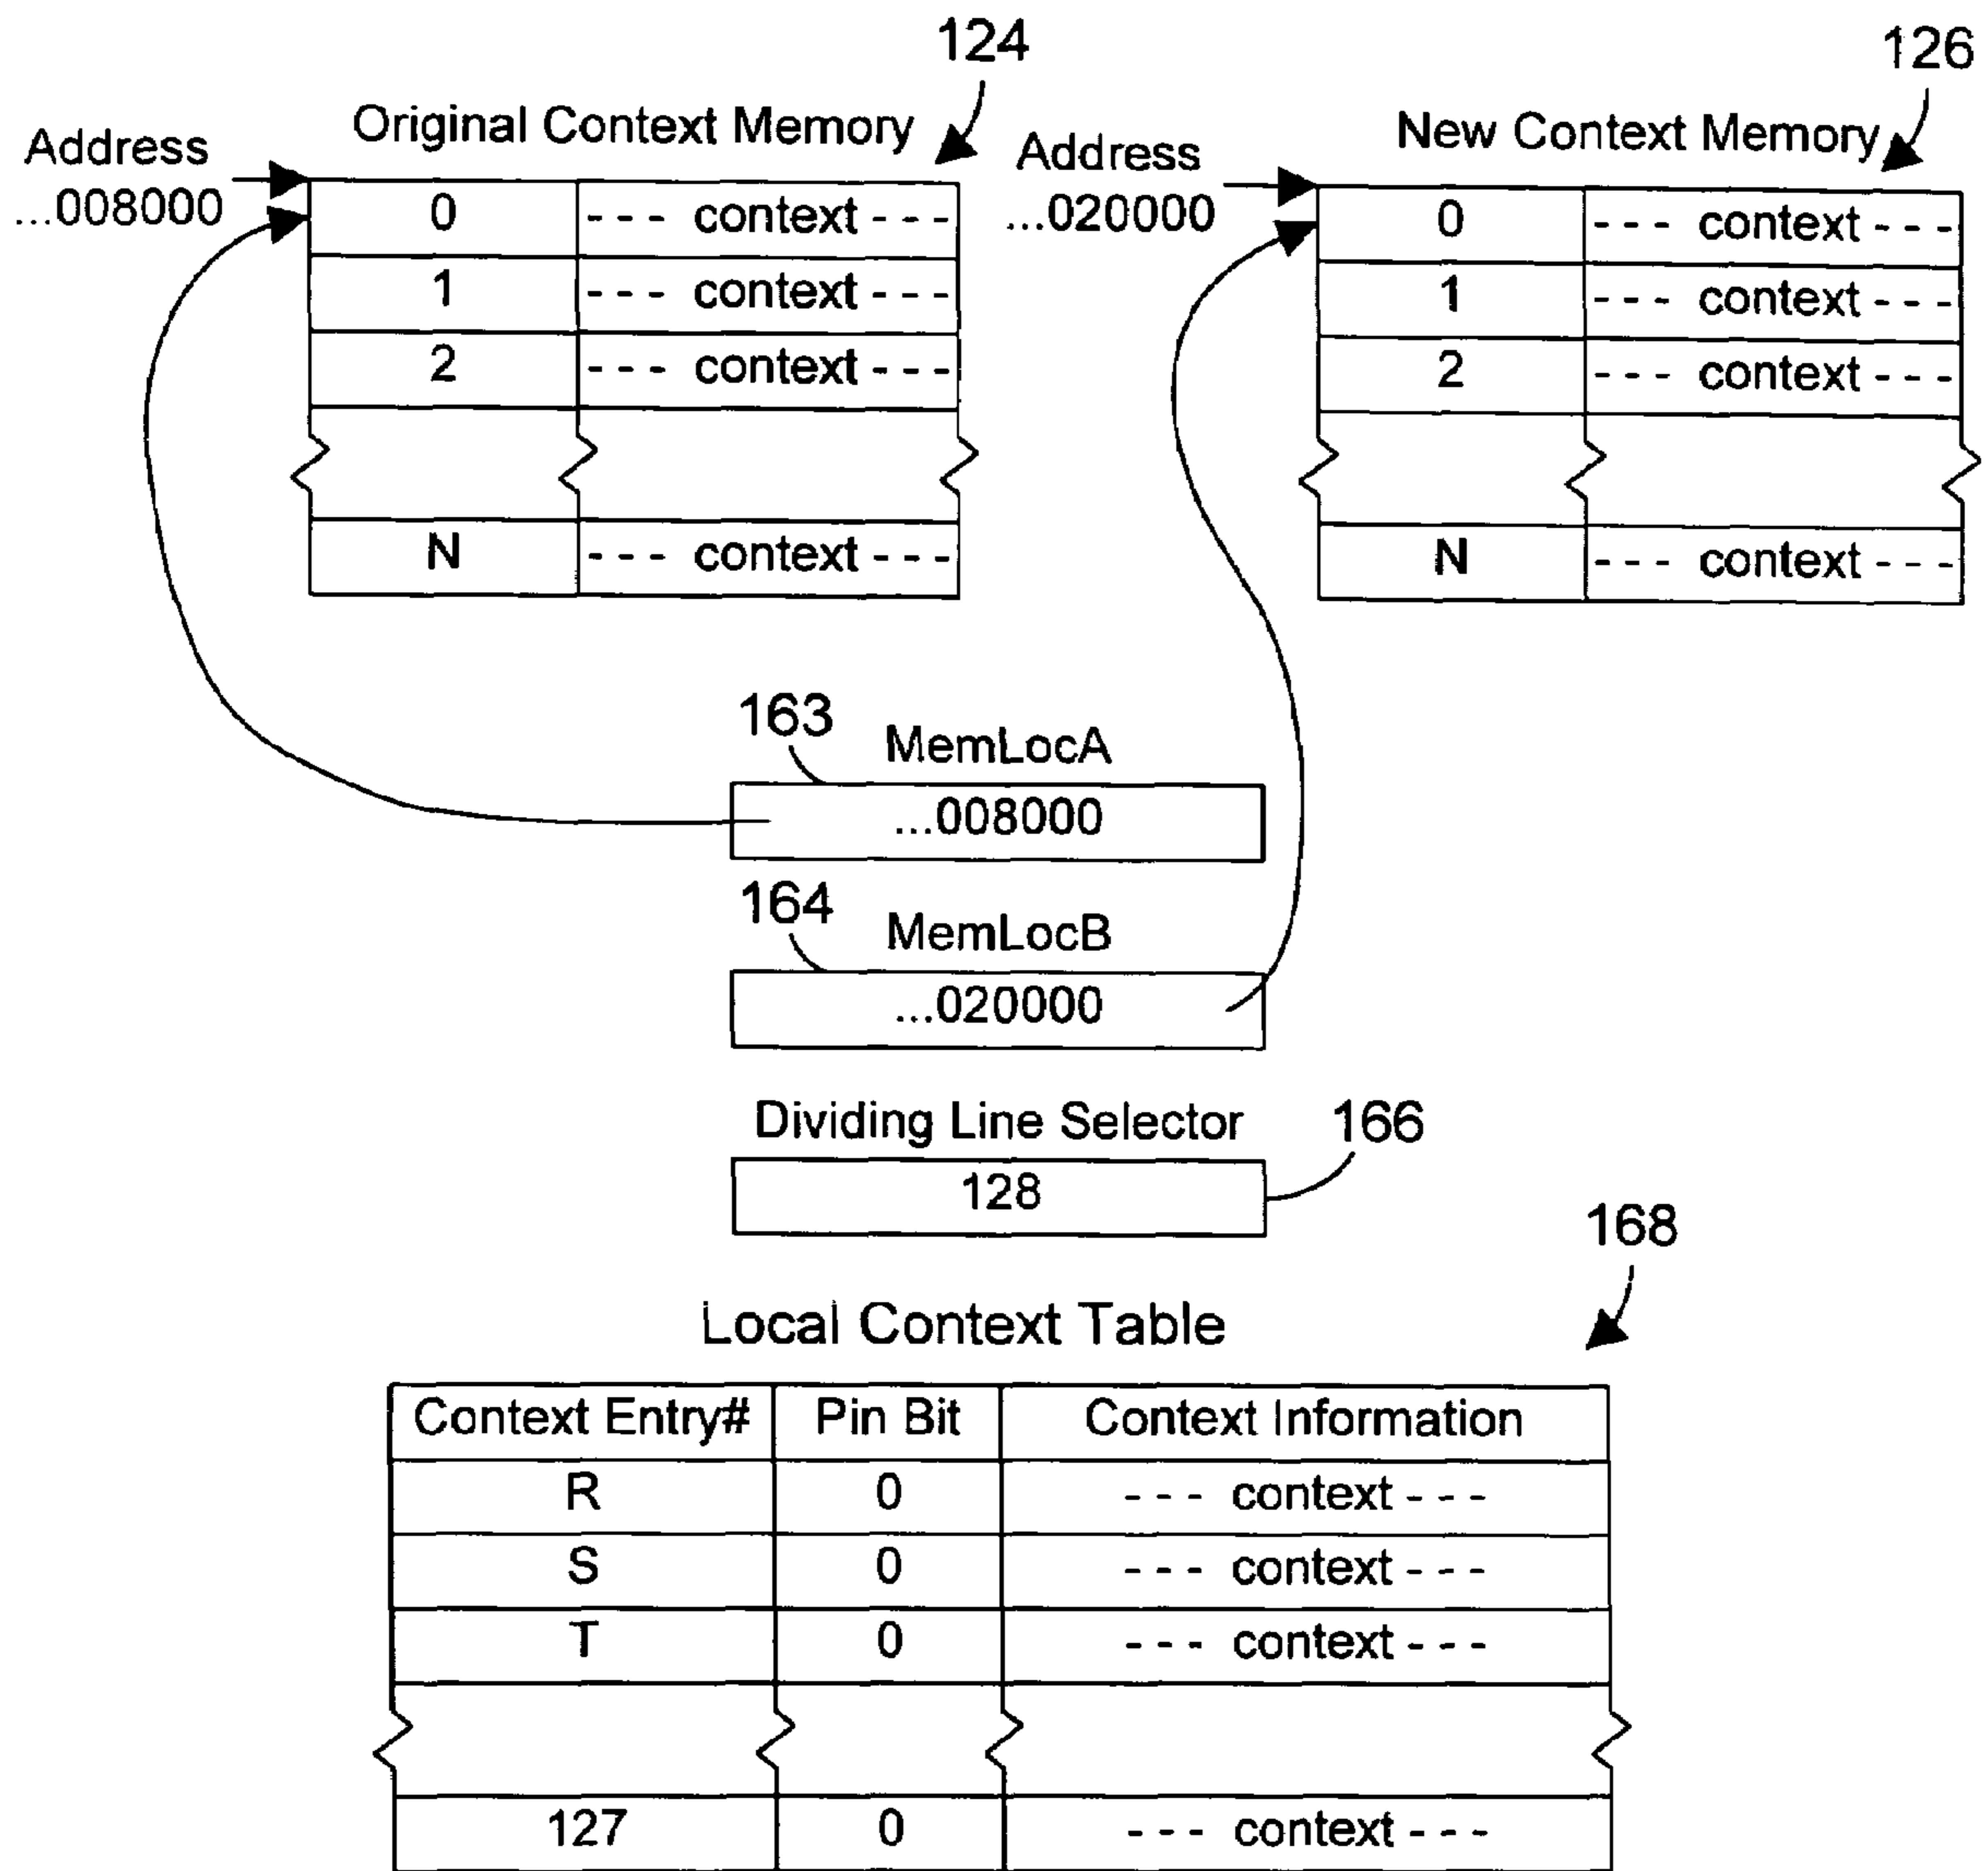 124
126
Original Context Memory
New Context Memory
Address
...008000
Address
...020000
0 --- context ---
1 --- context ---
2 --- context ---
N --- context ---
0 --- context ---
1 --- context ---
2 --- context ---
N --- context ---
163
MemLocA
...008000
164
MemLocB
...020000
Dividing Line Selector
166
128
168
Local Context Table
Context Entry# Pin Bit Context Information
R 0 --- context ---
S 0 --- context ---
T 0 --- context ---
127 0 --- context ---